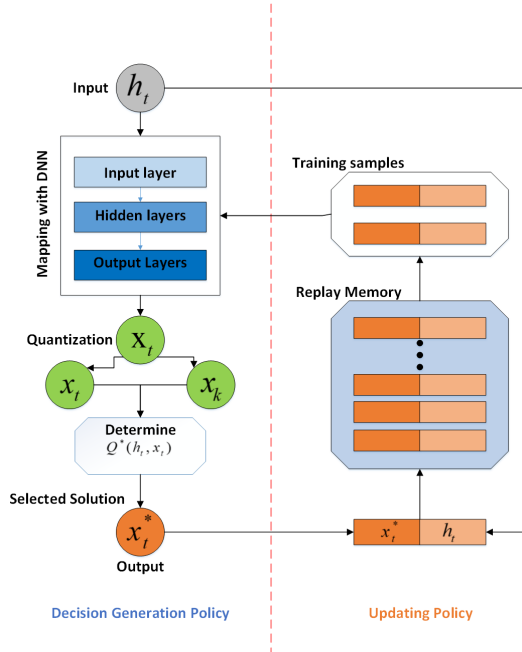 Input
h_t
Mapping with DNN
Input layer
Hidden layers
Output Layers
Quantization
X_t
x_t
x_k
Determine
Q^*(h_t, x_t)
Selected Solution
x_t^*
Output
Decision Generation Policy
Training samples
Replay Memory
x_t^*
h_t
Updating Policy